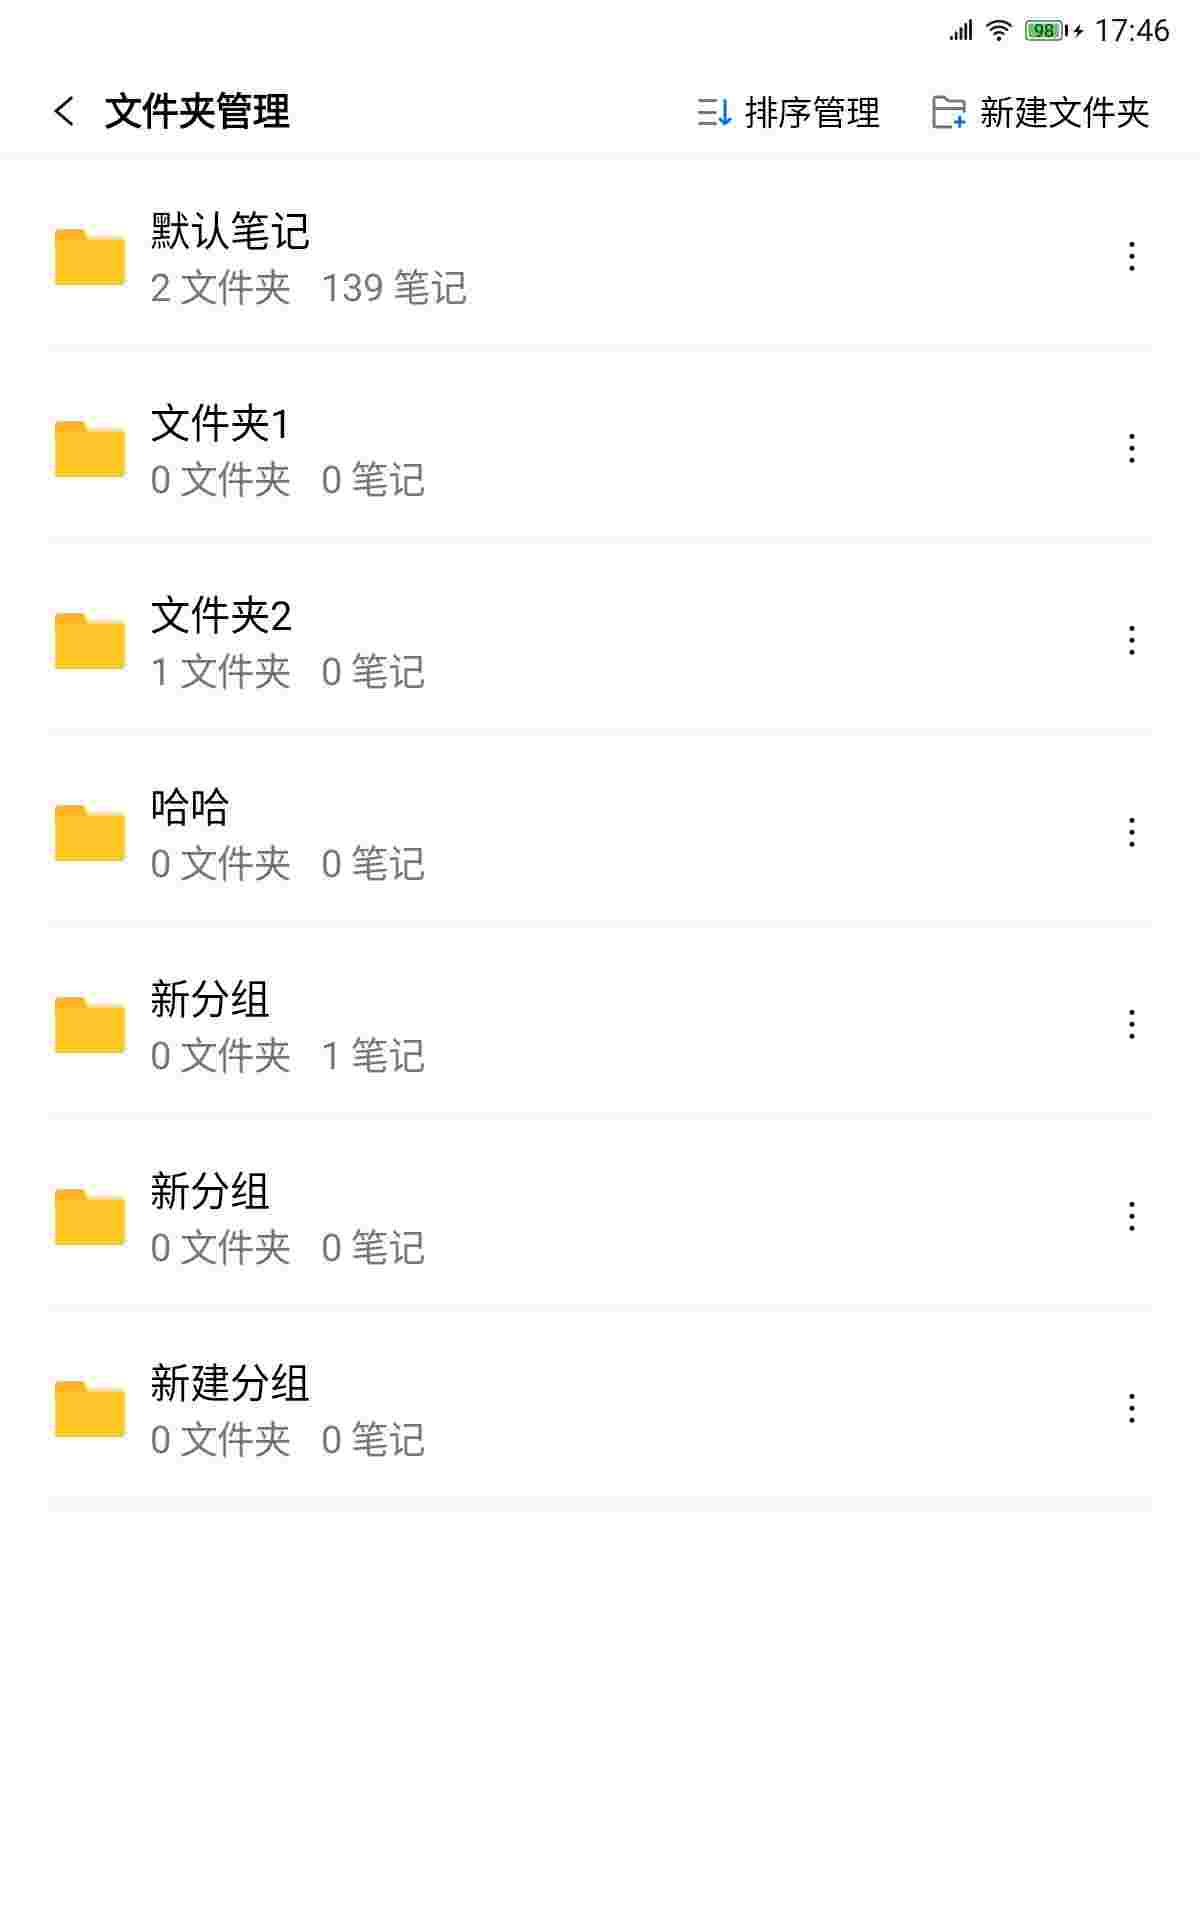 98 17:46
文件夹管理 排序管理 新建文件夹
默认笔记
2 文件夹 139 笔记
文件夹1
0 文件夹 0 笔记
文件夹2
1 文件夹 0 笔记
哈哈
0 文件夹 0 笔记
新分组
0 文件夹 1 笔记
新分组
0 文件夹 0 笔记
新建分组
0 文件夹 0 笔记